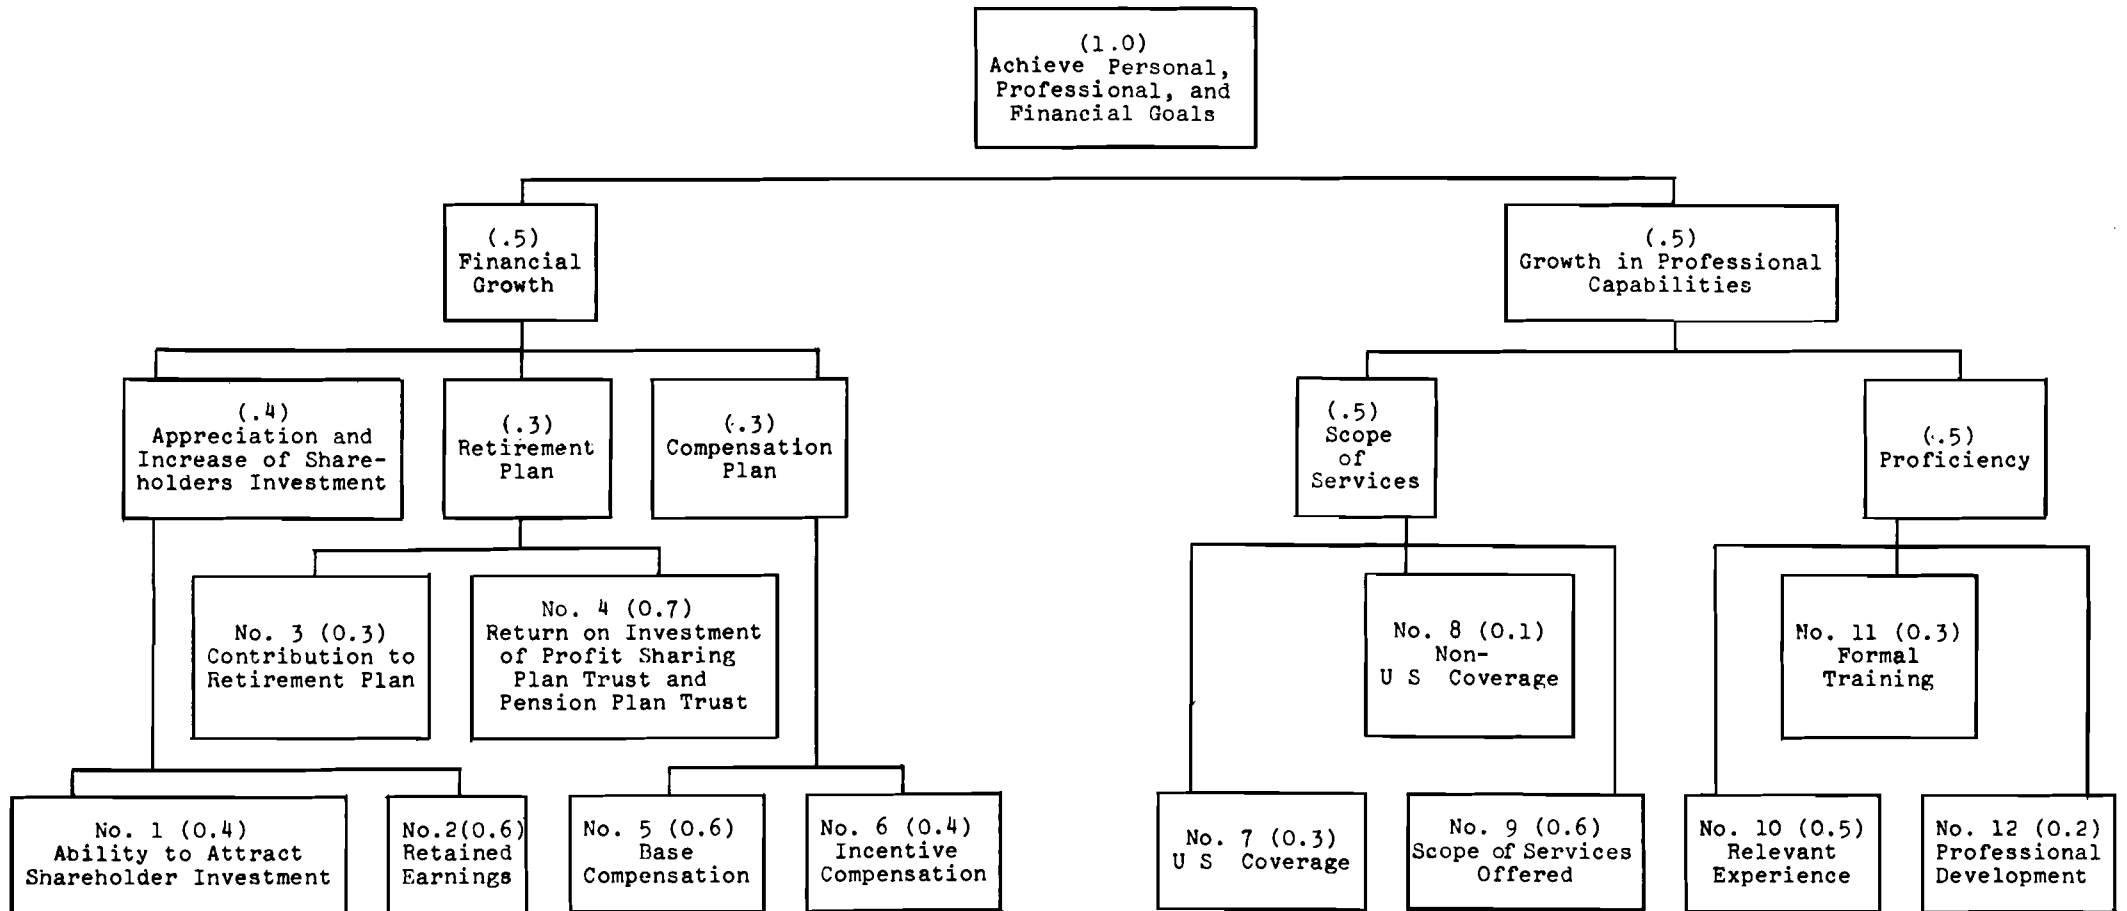 (1.0)
Achieve Personal,
Professional, and
Financial Goals
(.5)
Financial
Growth
(.5)
Growth in Professional
Capabilities
(.4)
Appreciation and
Increase of Share-
holders Investment
(.3)
Retirement
Plan
(.3)
Compensation
Plan
(.5)
Scope
of
Services
(.5)
Proficiency
No. 3 (0.3)
Contribution to
Retirement Plan
No. 4 (0.7)
Return on Investment
of Profit Sharing
Plan Trust and
Pension Plan Trust
No. 8 (0.1)
Non-
U S Coverage
No. 11 (0.3)
Formal
Training
No. 1 (0.4)
Ability to Attract
Shareholder Investment
No.2(0.6)
Retained
Earnings
No. 5 (0.6)
Base
Compensation
No. 6 (0.4)
Incentive
Compensation
No. 7 (0.3)
U S Coverage
No. 9 (0.6)
Scope of Services
Offered
No. 10 (0.5)
Relevant
Experience
No. 12 (0.2)
Professional
Development